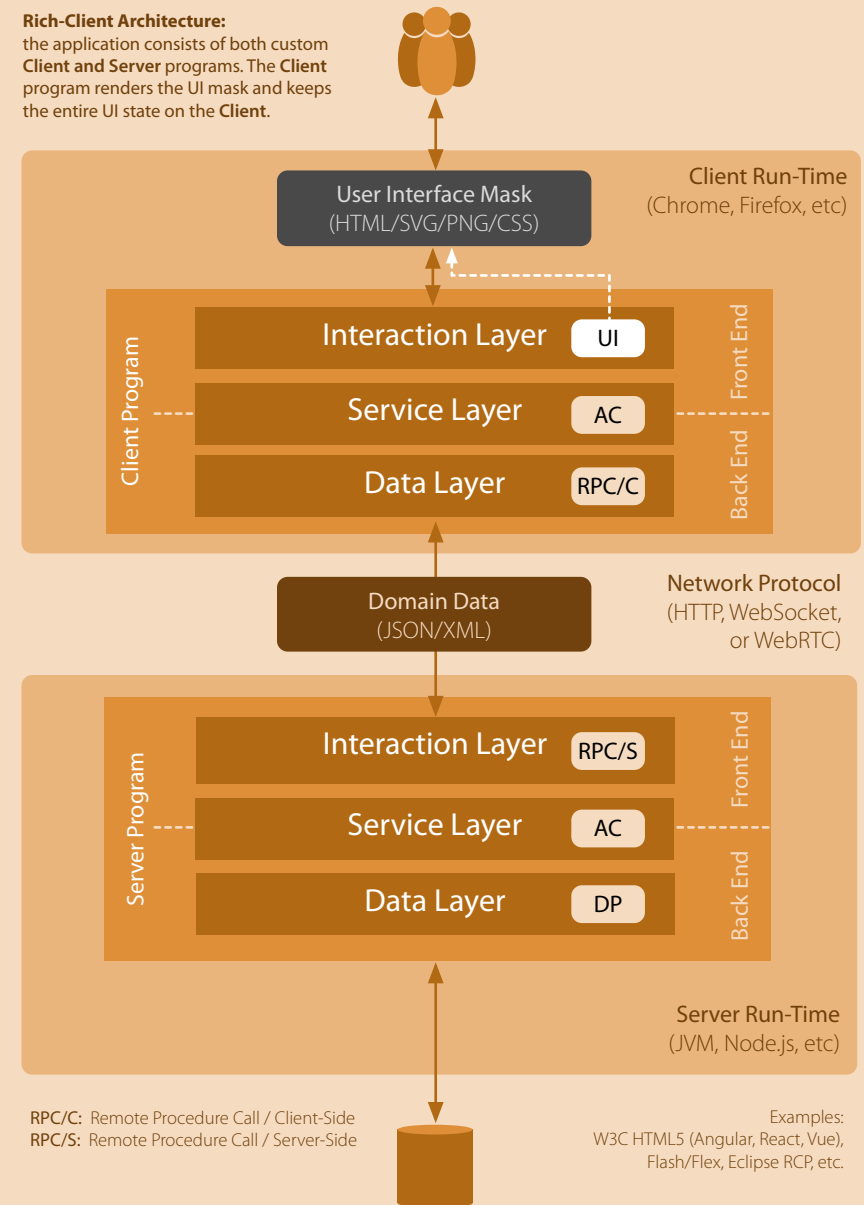 Rich-Client Architecture:
the application consists of both custom
Client and Server programs. The Client
program renders the UI mask and keeps
the entire UI state on the Client.
Client Run-Time
(Chrome, Firefox, etc)
User Interface Mask
(HTML/SVG/PNG/CSS)
Client Program
Interaction Layer
UI
Front End
Service Layer
AC
Data Layer
RPC/C
Back End
Domain Data
(JSON/XML)
Network Protocol
(HTTP, WebSocket,
or WebRTC)
Server Program
Interaction Layer
RPC/S
Front End
Service Layer
AC
Data Layer
DP
Back End
Server Run-Time
(JVM, Node.js, etc)
RPC/C: Remote Procedure Call / Client-Side
RPC/S: Remote Procedure Call / Server-Side
Examples:
W3C HTML5 (Angular, React, Vue),
Flash/Flex, Eclipse RCP, etc.